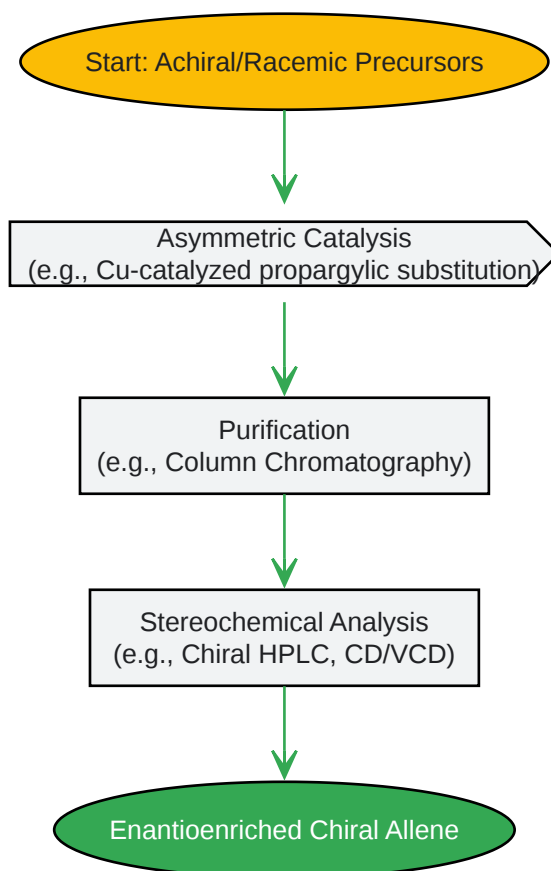 Start: Achiral/Racemic Precursors
Asymmetric Catalysis
(e.g., Cu-catalyzed propargylic substitution)
Purification
(e.g., Column Chromatography)
Stereochemical Analysis
(e.g., Chiral HPLC, CD/VCD)
Enantioenriched Chiral Allene